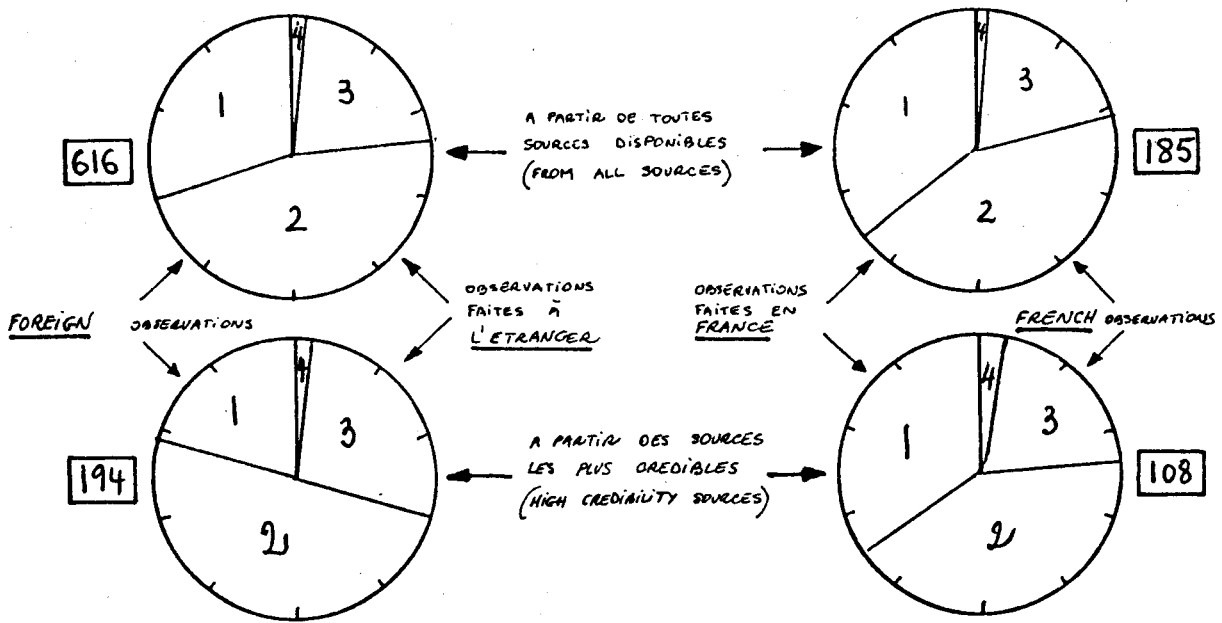 4
1
3
2
616
A PARTIR DE TOUTES
SOURCES DISPONIBLES
(FROM ALL SOURCES)
4
1
3
2
185
FOREIGN OBSERVATIONS
OBSERVATIONS
FAITES À
L'ETRANGER
OBSERVATIONS
FAITES EN
FRANCE
FRENCH OBSERVATIONS
4
1
3
2
194
A PARTIR DES SOURCES
LES PLUS CREDIBLES
(HIGH CREDIBILITY SOURCES)
4
1
3
2
108